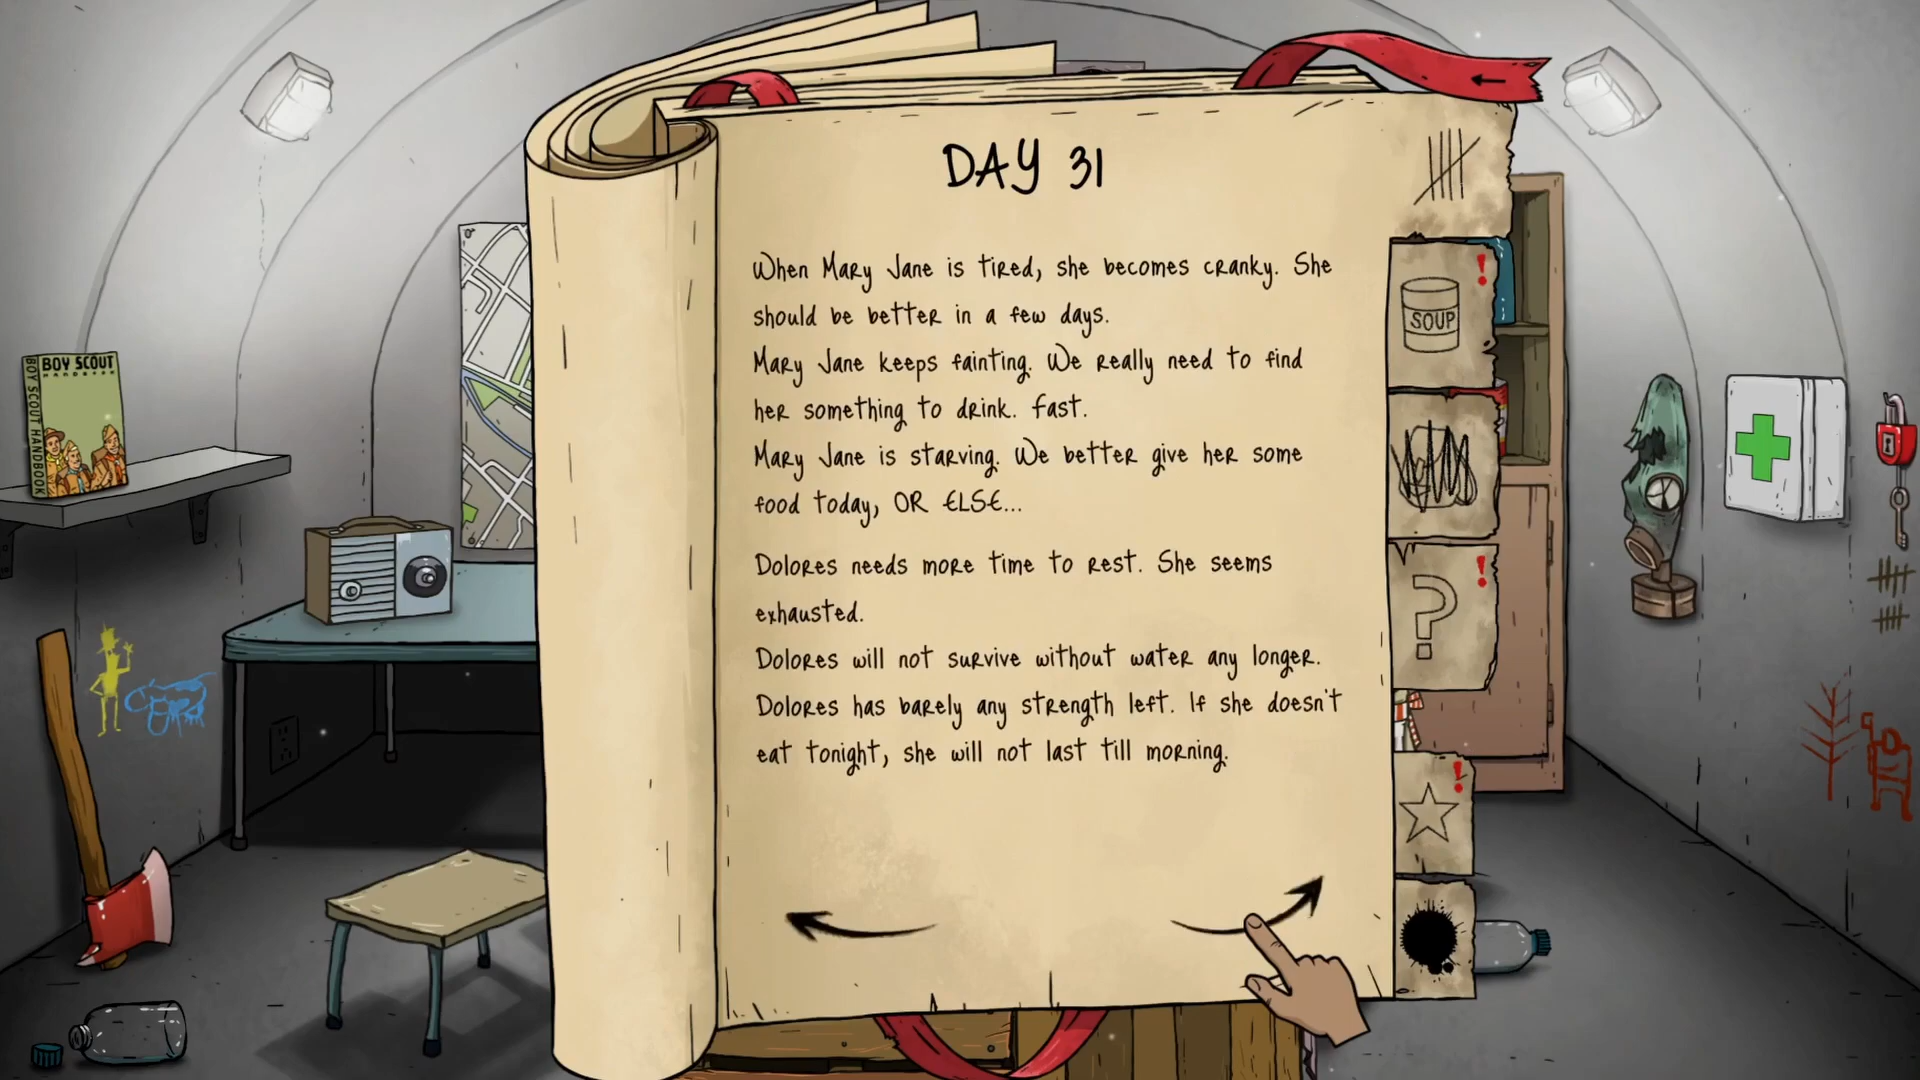 DAY 31
When Mary Jane is tired, she becomes cranky. She
should be better in a few days.
Mary Jane keeps fainting. We really need to find
her something to drink. Fast.
Mary Jane is starving. We better give her some
food today, OR ELSE...
Dolores needs more time to rest. She seems
exhausted.
Dolores will not survive without water any longer.
Dolores has barely any strength left. If she doesn't
eat tonight, she will not last till morning.
SOUP
!
?
!
!
BOY SCOUT
HANDBOOK
BOY SCOUT HANDBOOK